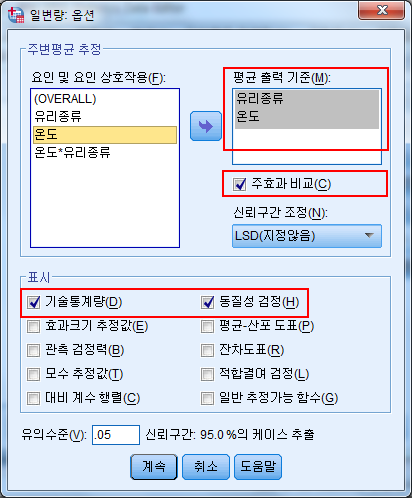 일변량: 옵션
주변평균 추정
요인 및 요인 상호작용(F):
(OVERALL)
유리종류
온도
온도*유리종류
평균 출력 기준(M):
유리종류
온도
주효과 비교(C)
신뢰구간 조정(N):
LSD(지정않음)
표시
기술통계량(D)
동질성 검정(H)
효과크기 추정값(E)
평균-산포 도표(P)
관측 검정력(B)
잔차도표(R)
모수 추정값(T)
적합결여 검정(L)
대비 계수 행렬(C)
일반 추정가능 함수(G)
유의수준(V): .05 신뢰구간: 95.0 %의 케이스 추출
계속 취소 도움말